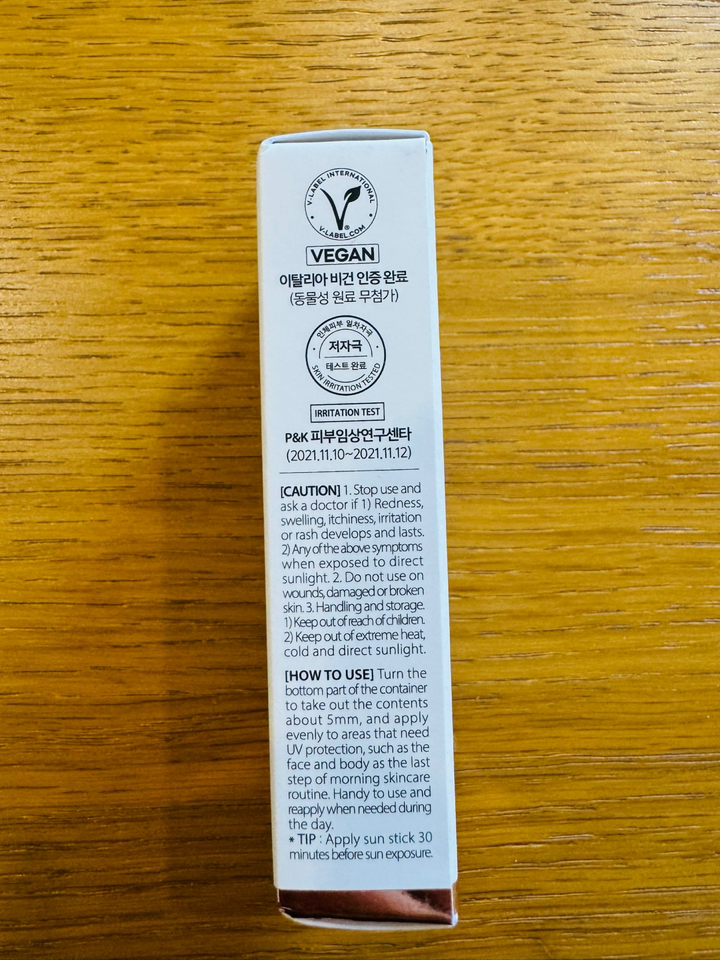 V-LABEL INTERNATIONAL
V-LABEL.COM
®
VEGAN
이탈리아 비건 인증 완료
(동물성 원료 무첨가)
인체피부 일차자극
저자극
테스트 완료
SKIN IRRITATION TESTED
IRRITATION TEST
P&K 피부임상연구센타
(2021.11.10~2021.11.12)
[CAUTION] 1. Stop use and
ask a doctor if 1) Redness,
swelling, itchiness, irritation
or rash develops and lasts.
2) Any of the above symptoms
when exposed to direct
sunlight. 2. Do not use on
wounds, damaged or broken
skin. 3. Handling and storage.
1) Keep out of reach of children.
2) Keep out of extreme heat,
cold and direct sunlight.
[HOW TO USE] Turn the
bottom part of the container
to take out the contents
about 5mm, and apply
evenly to areas that need
UV protection, such as the
face and body as the last
step of morning skincare
routine. Handy to use and
reapply when needed during
the day.
* TIP : Apply sun stick 30
minutes before sun exposure.